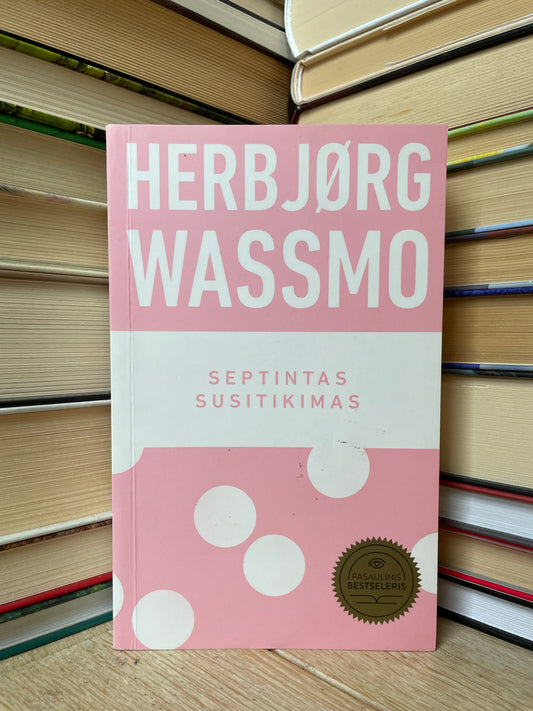 HERBJØRG
WASSMO
SEPTINTAS
SUSITIKIMAS
PASAULINIS
BESTSELERIS